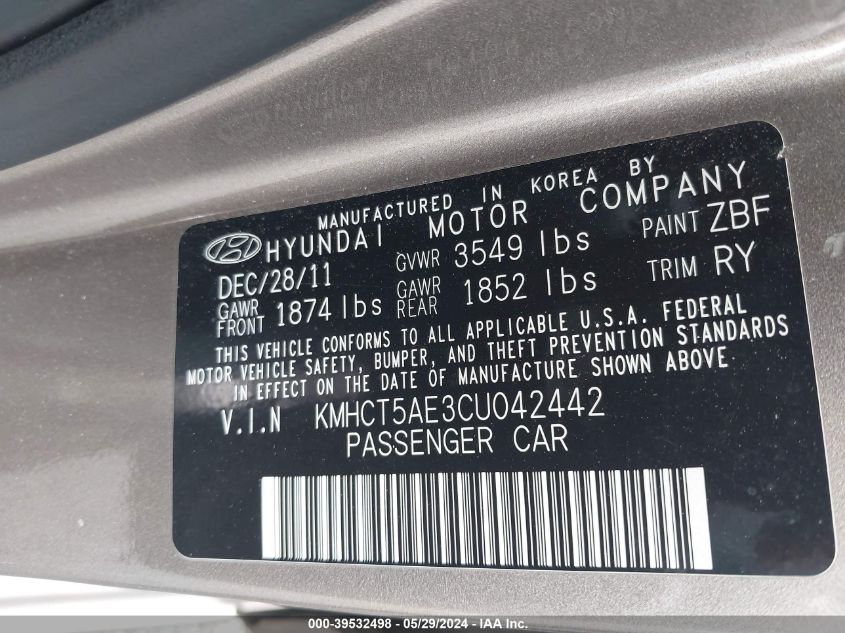 MANUFACTURED IN KOREA BY
HYUNDAI MOTOR COMPANY
DEC/28/11 GVWR 3549 lbs PAINT ZBF
GAWR FRONT 1874 lbs GAWR REAR 1852 lbs TRIM RY
THIS VEHICLE CONFORMS TO ALL APPLICABLE U.S.A. FEDERAL
MOTOR VEHICLE SAFETY, BUMPER, AND THEFT PREVENTION STANDARDS
IN EFFECT ON THE DATE OF MANUFACTURE SHOWN ABOVE
V.I.N KMHCT5AE3CU042442
PASSENGER CAR
000-39532498 - 05/29/2024 - IAA Inc.